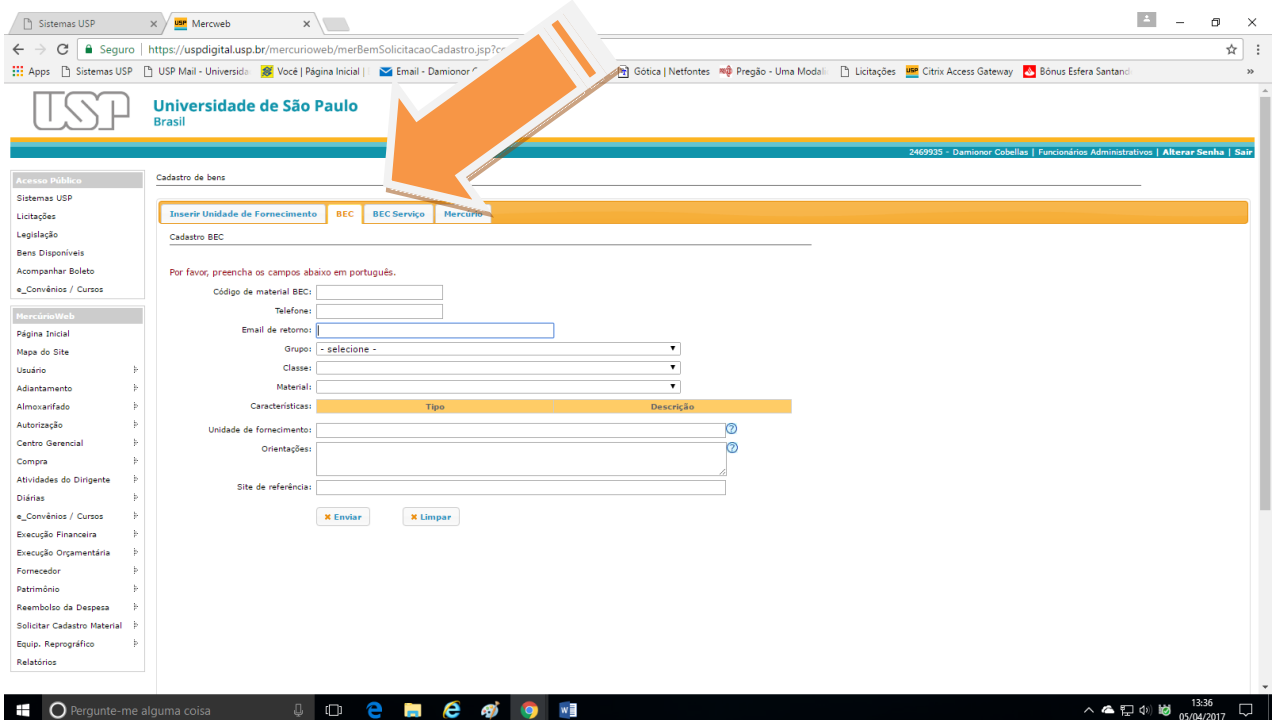 Sistemas USP
Mercweb
Seguro | https://uspdigital.usp.br/mercurioweb/merBemSolicitacaoCadastro.jsp?co
Apps Sistemas USP USP Mail - Universida Você | Página Inicial | Email - Damionor Gótica | Netfontes Pregão - Uma Modali Licitações USP Citrix Access Gateway Bônus Esfera Santand »
USP Universidade de São Paulo
Brasil
2469935 - Damionor Cobellas | Funcionários Administrativos | Alterar Senha | Sair
Acesso Público
Sistemas USP
Licitações
Legislação
Bens Disponíveis
Acompanhar Boleto
e_Convênios / Cursos
MercúrioWeb
Página Inicial
Mapa do Site
Usuário
Adiantamento
Almoxarifado
Autorização
Centro Gerencial
Compra
Atividades do Dirigente
Diárias
e_Convênios / Cursos
Execução Financeira
Execução Orçamentária
Fornecedor
Patrimônio
Reembolso da Despesa
Solicitar Cadastro Material
Equip. Reprográfico
Relatórios
Cadastro de bens
Inserir Unidade de Fornecimento BEC BEC Serviço Mercúrio
Cadastro BEC
Por favor, preencha os campos abaixo em português.
Código de material BEC:
Telefone:
Email de retorno:
Grupo: - selecione -
Classe:
Material:
Características: Tipo Descrição
Unidade de fornecimento:
Orientações:
Site de referência:
Enviar Limpar
Pergunte-me alguma coisa
13:36
05/04/2017